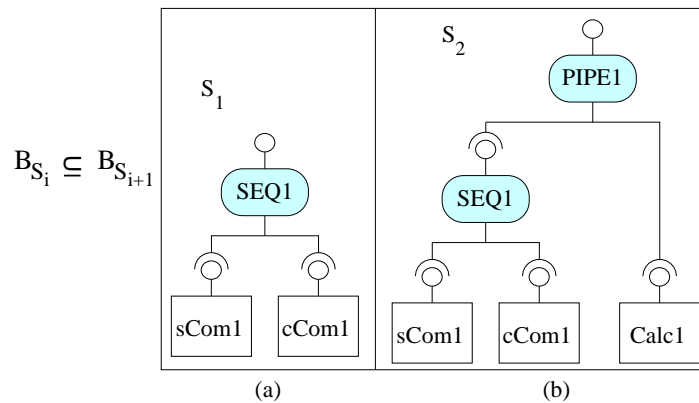 B_{S_i} ⊆ B_{S_{i+1}}
S_1
SEQ1
sCom1 cCom1
(a)
S_2
PIPE1
SEQ1
sCom1 cCom1 Calc1
(b)